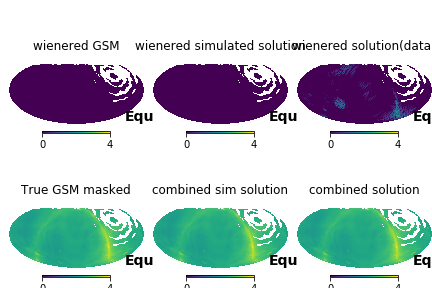 wienered GSM wienered simulated solution wienered solution(data
Equ Equ Eq
0 4 0 4 0 4
True GSM masked combined sim solution combined solution
Equ Equ Eq
0 4 0 4 0 4